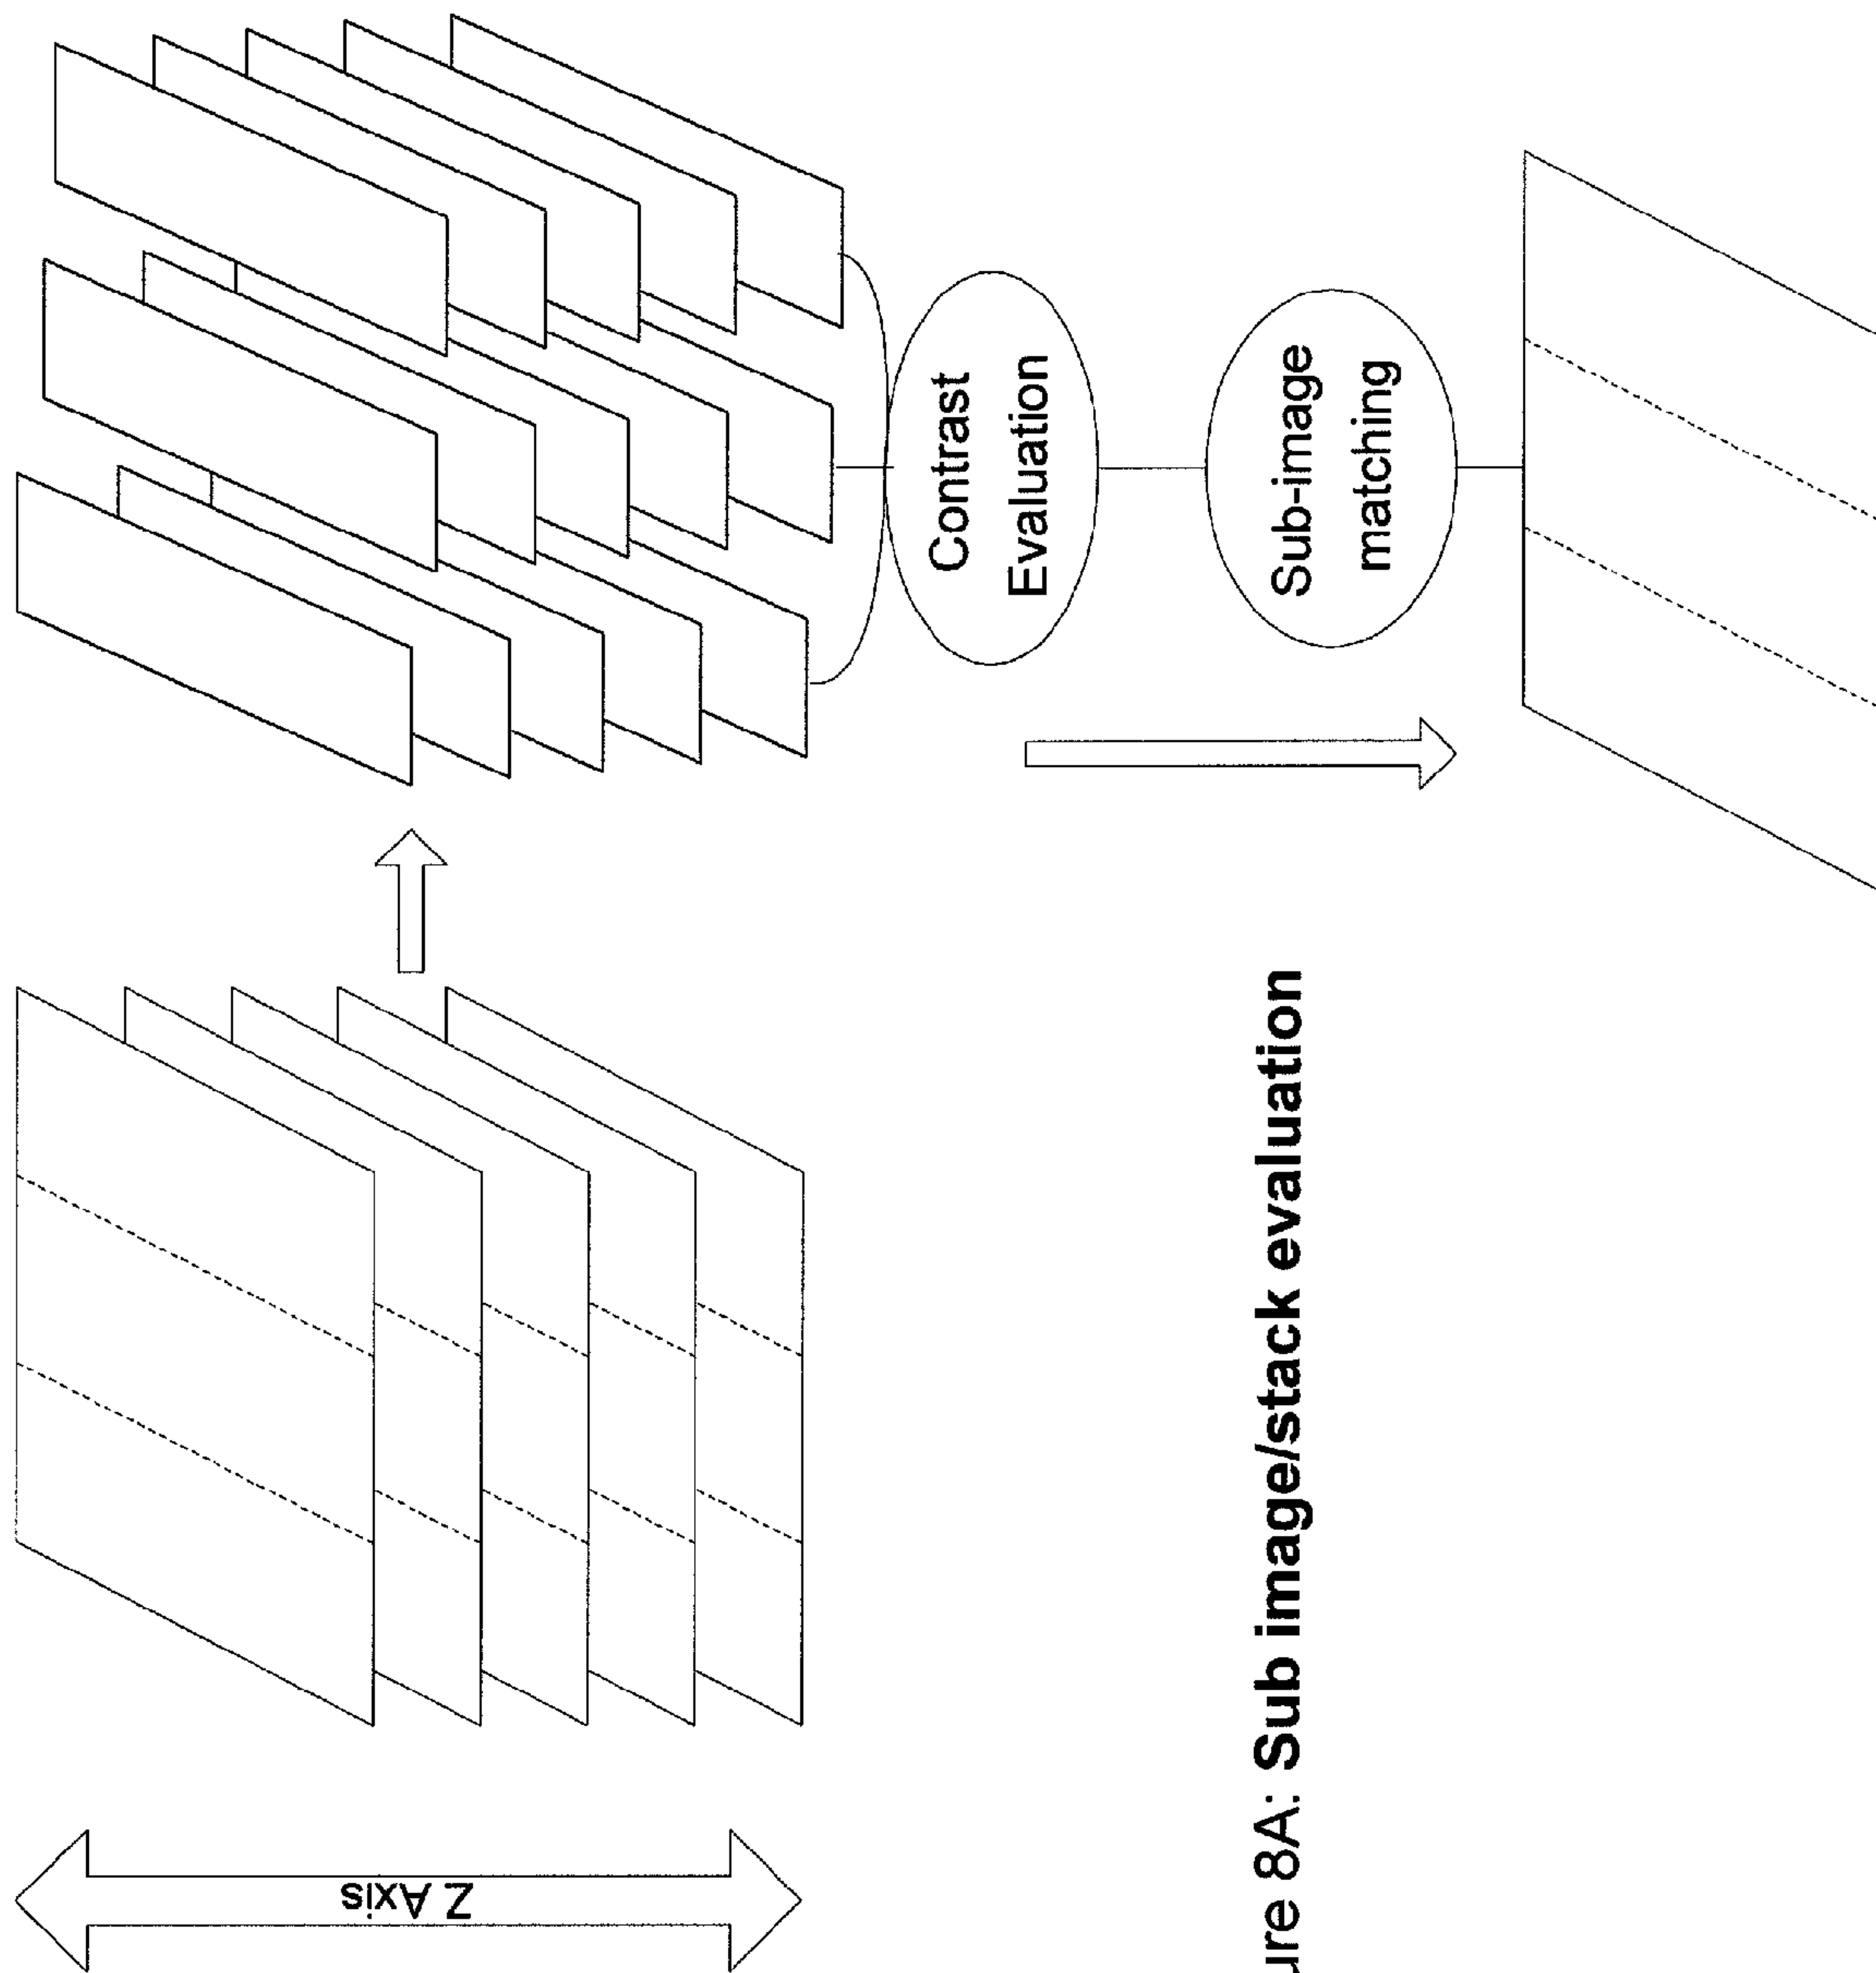 Z Axis
Contrast
Evaluation
Sub-image
matching
ure 8A: Sub image/stack evaluation